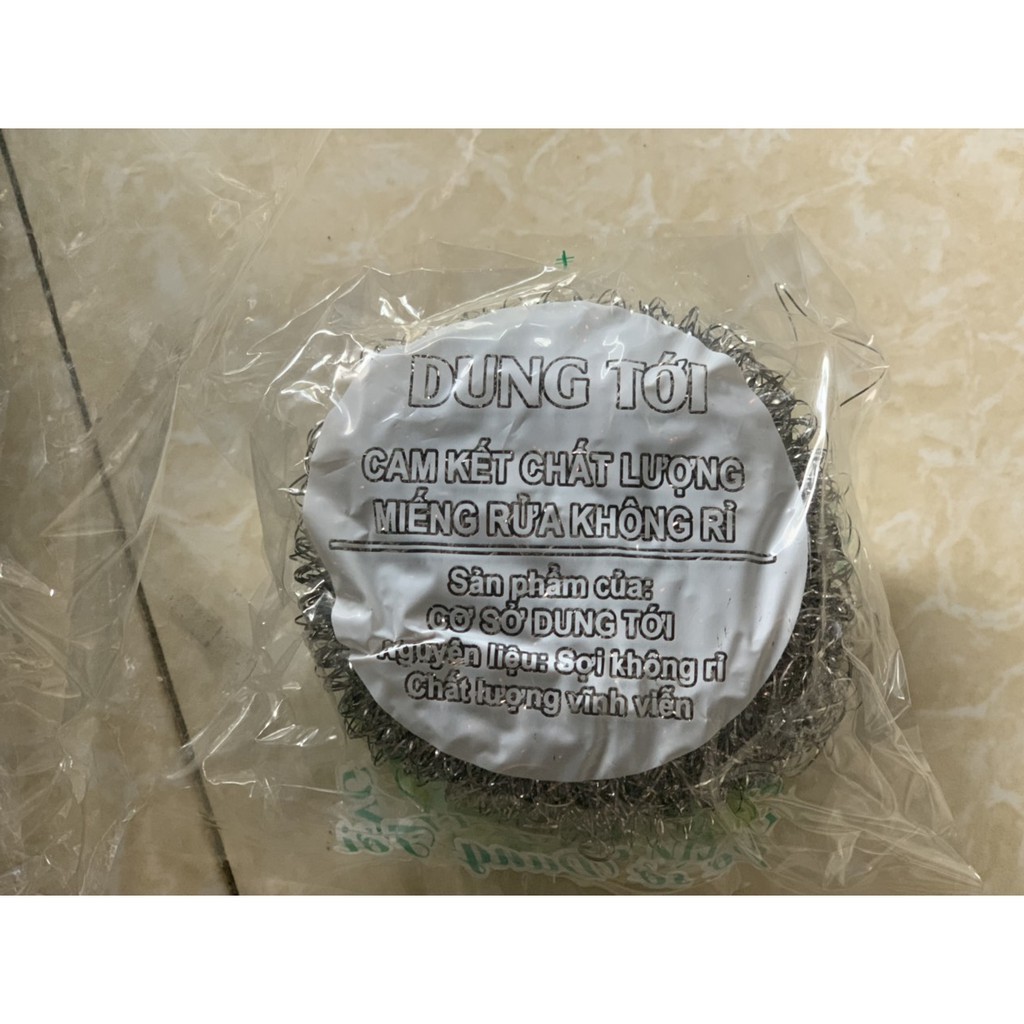 DUNG TỚI
CAM KẾT CHẤT LƯỢNG
MIẾNG RỬA KHÔNG RỈ
Sản phẩm của:
CƠ SỞ DUNG TỚI
Nguyên liệu: Sợi không rỉ
Chất lượng vĩnh viễn